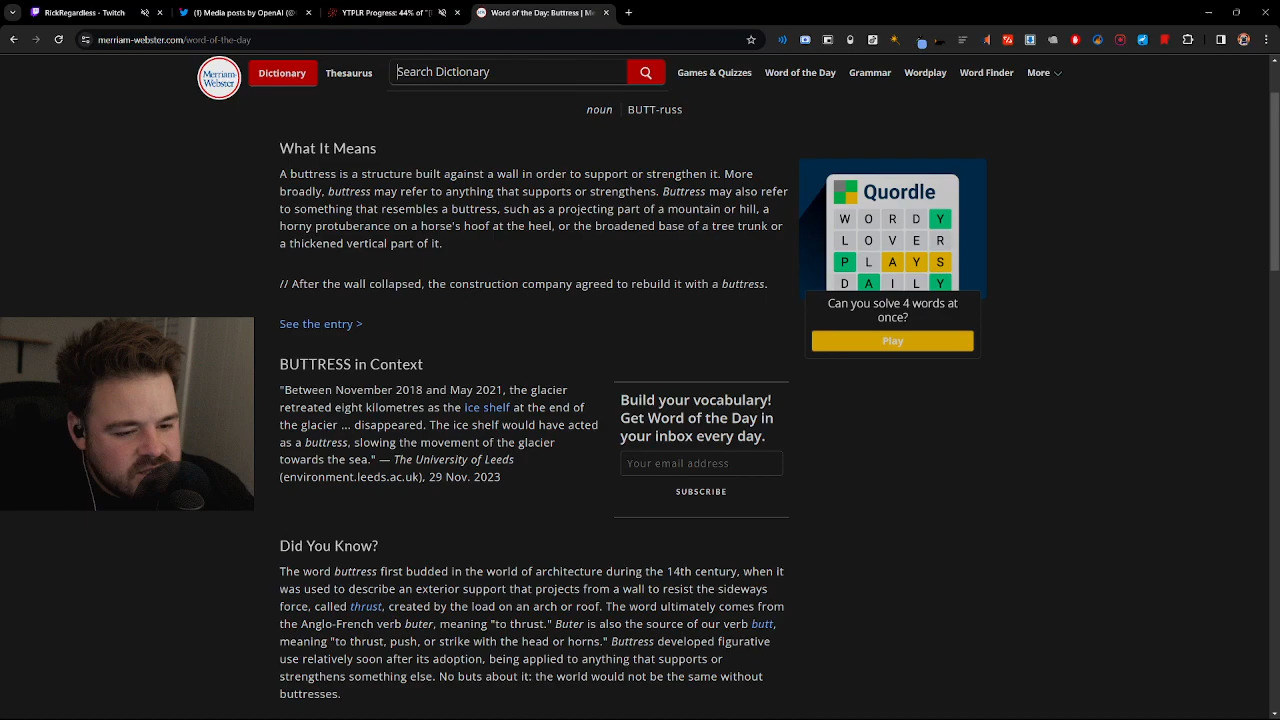 RickRegardless - Twitch
(1) Media posts by OpenAI (@
YTPLR Progress: 44% of "[
Word of the Day: Buttress | Me
merriam-webster.com/word-of-the-day
Merriam-
Webster
Dictionary
Thesaurus
Search Dictionary
Games & Quizzes
Word of the Day
Grammar
Wordplay
Word Finder
More
noun | BUTT-russ
What It Means
A buttress is a structure built against a wall in order to support or strengthen it. More
broadly, buttress may refer to anything that supports or strengthens. Buttress may also refer
to something that resembles a buttress, such as a projecting part of a mountain or hill, a
horny protuberance on a horse's hoof at the heel, or the broadened base of a tree trunk or
a thickened vertical part of it.
// After the wall collapsed, the construction company agreed to rebuild it with a buttress.
See the entry >
BUTTRESS in Context
"Between November 2018 and May 2021, the glacier
retreated eight kilometres as the ice shelf at the end of
the glacier ... disappeared. The ice shelf would have acted
as a buttress, slowing the movement of the glacier
towards the sea." — The University of Leeds
(environment.leeds.ac.uk), 29 Nov. 2023
Build your vocabulary!
Get Word of the Day in
your inbox every day.
Your email address
SUBSCRIBE
Quordle
W O R D Y
L O V E R
P L A Y S
D A I L Y
Can you solve 4 words at
once?
Play
Did You Know?
The word buttress first budded in the world of architecture during the 14th century, when it
was used to describe an exterior support that projects from a wall to resist the sideways
force, called thrust, created by the load on an arch or roof. The word ultimately comes from
the Anglo-French verb buter, meaning "to thrust." Buter is also the source of our verb butt,
meaning "to thrust, push, or strike with the head or horns." Buttress developed figurative
use relatively soon after its adoption, being applied to anything that supports or
strengthens something else. No buts about it: the world would not be the same without
buttresses.